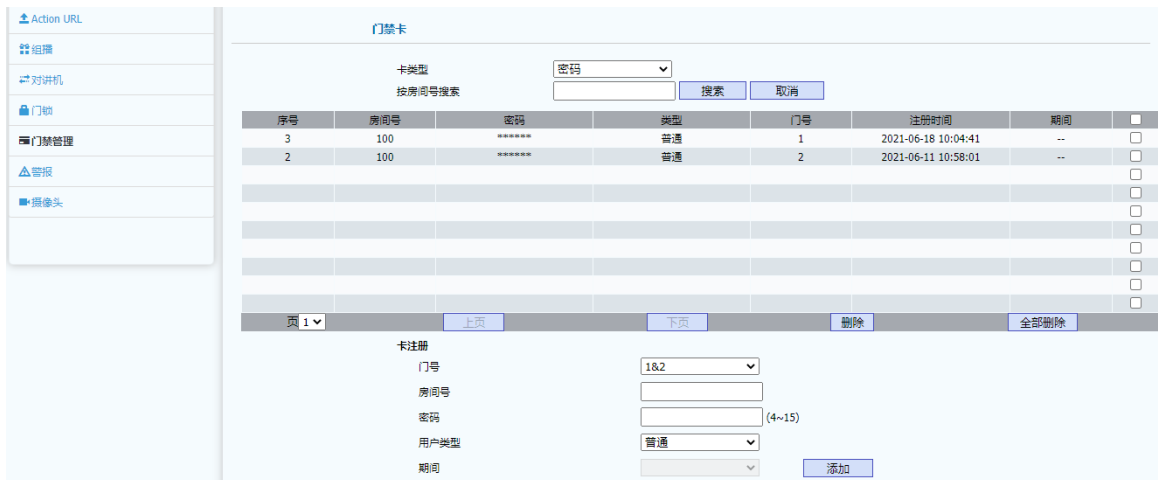 Action URL
组播
对讲机
门锁
门禁管理
警报
摄像头
门禁卡
卡类型 密码
按房间号搜索 搜索 取消
序号 房间号 密码 类型 门号 注册时间 期间
3 100 ****** 普通 1 2021-06-18 10:04:41 --
2 100 ****** 普通 2 2021-06-11 10:58:01 --
页 1 上页 下页 删除 全部删除
卡注册
门号 1&2
房间号
密码 (4~15)
用户类型 普通
期间 添加